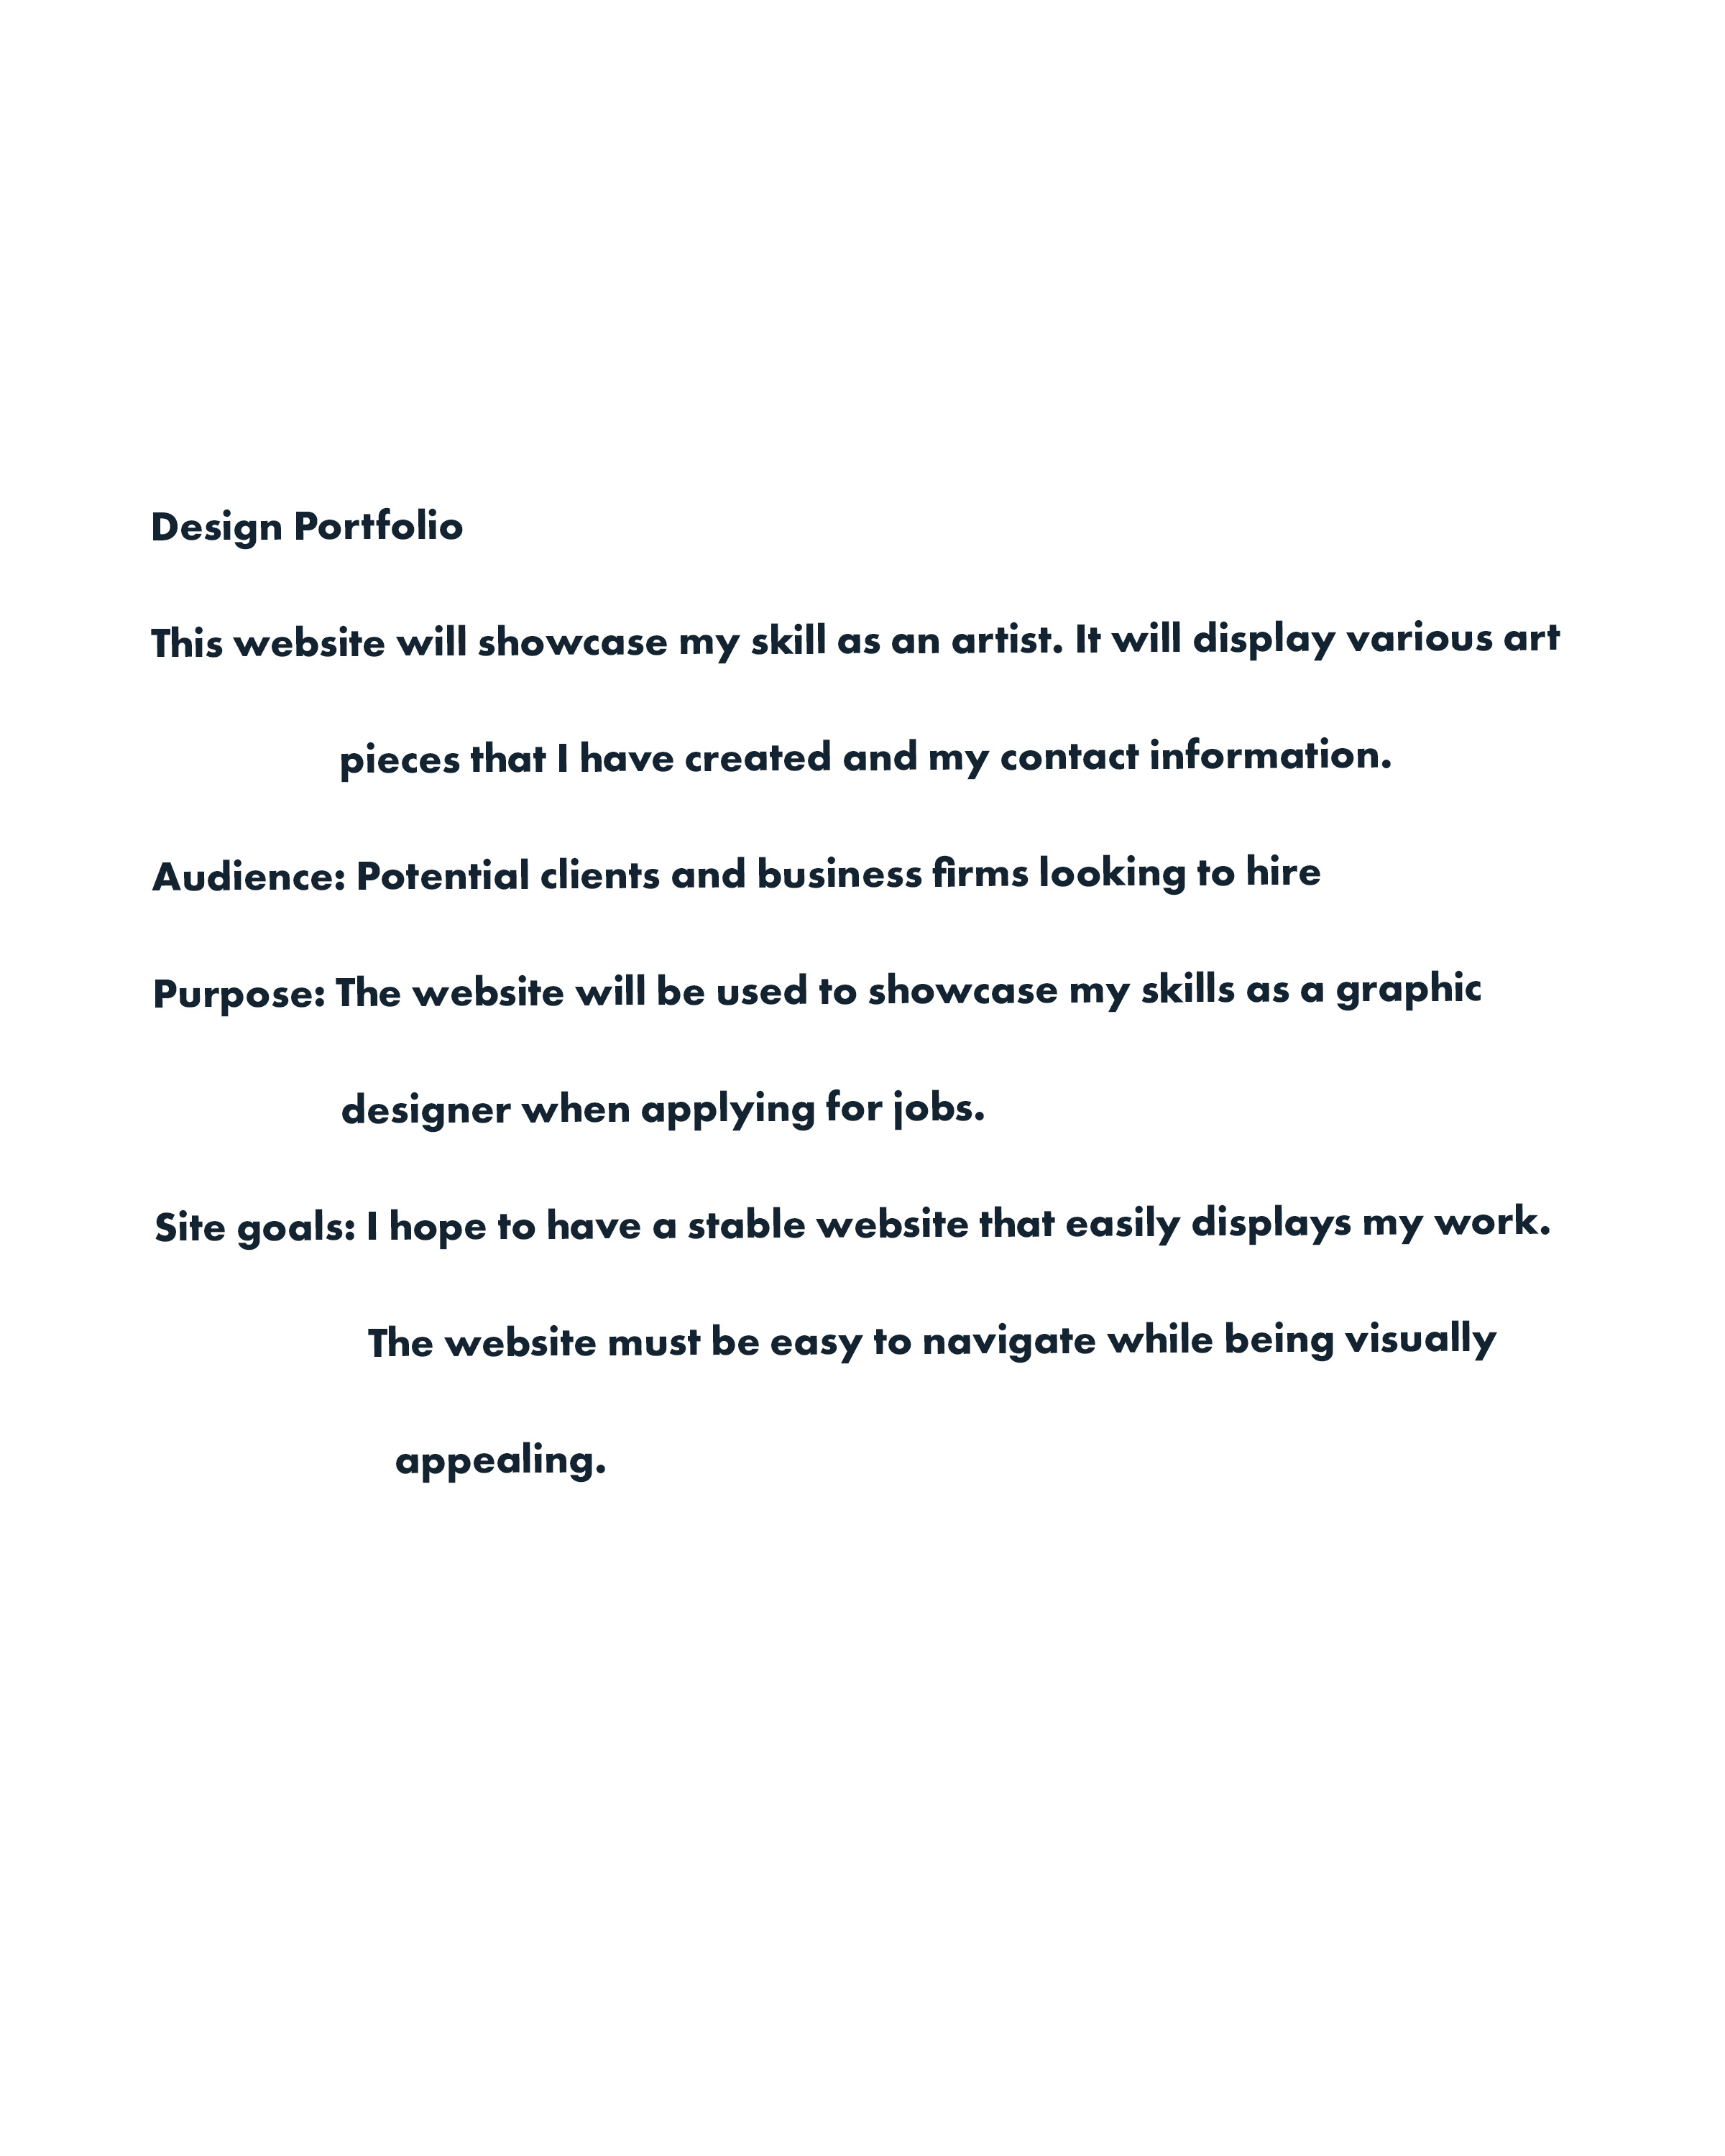 Design Portfolio
This website will showcase my skill as an artist. It will display various art
pieces that I have created and my contact information.
Audience: Potential clients and business firms looking to hire
Purpose: The website will be used to showcase my skills as a graphic
designer when applying for jobs.
Site goals: I hope to have a stable website that easily displays my work.
The website must be easy to navigate while being visually
appealing.